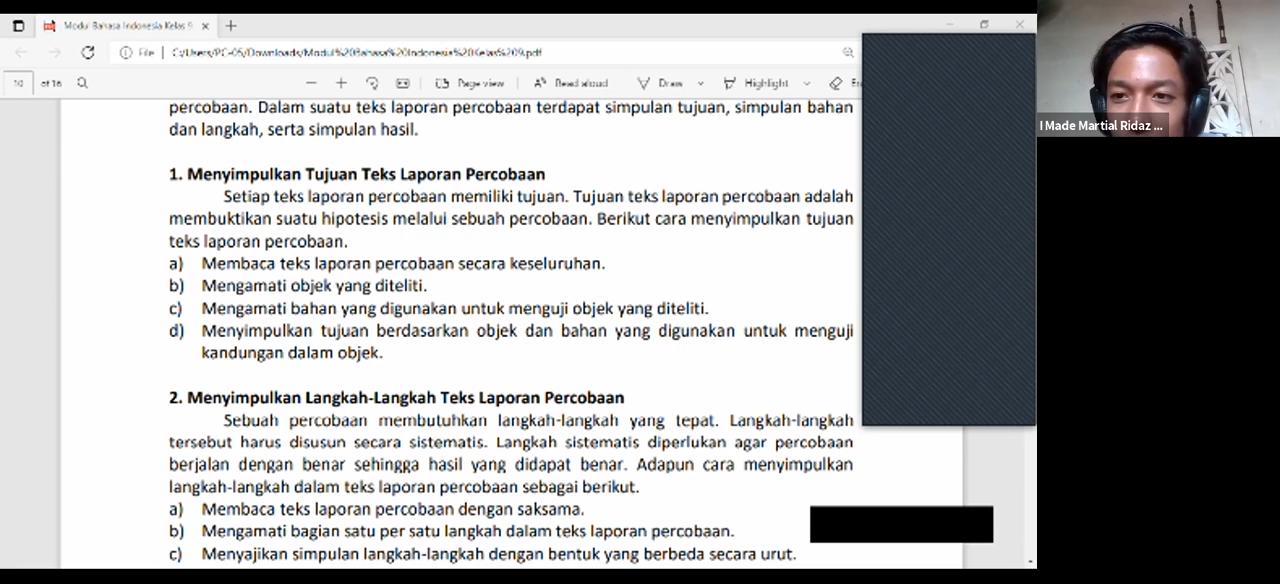 Modul Bahasa Indonesia Kelas 9
File
C:/Users/PC-05/Downloads/Modul%20Bahasa%20Indonesia%20Kelas%209.pdf
10 of 16
Page view
Read aloud
Draw
Highlight
percobaan. Dalam suatu teks laporan percobaan terdapat simpulan tujuan, simpulan bahan
dan langkah, serta simpulan hasil.
1. Menyimpulkan Tujuan Teks Laporan Percobaan
Setiap teks laporan percobaan memiliki tujuan. Tujuan teks laporan percobaan adalah
membuktikan suatu hipotesis melalui sebuah percobaan. Berikut cara menyimpulkan tujuan
teks laporan percobaan.
a) Membaca teks laporan percobaan secara keseluruhan.
b) Mengamati objek yang diteliti.
c) Mengamati bahan yang digunakan untuk menguji objek yang diteliti.
d) Menyimpulkan tujuan berdasarkan objek dan bahan yang digunakan untuk menguji
kandungan dalam objek.
2. Menyimpulkan Langkah-Langkah Teks Laporan Percobaan
Sebuah percobaan membutuhkan langkah-langkah yang tepat. Langkah-langkah
tersebut harus disusun secara sistematis. Langkah sistematis diperlukan agar percobaan
berjalan dengan benar sehingga hasil yang didapat benar. Adapun cara menyimpulkan
langkah-langkah dalam teks laporan percobaan sebagai berikut.
a) Membaca teks laporan percobaan dengan saksama.
b) Mengamati bagian satu per satu langkah dalam teks laporan percobaan.
c) Menyajikan simpulan langkah-langkah dengan bentuk yang berbeda secara urut.
I Made Martial Ridaz ...